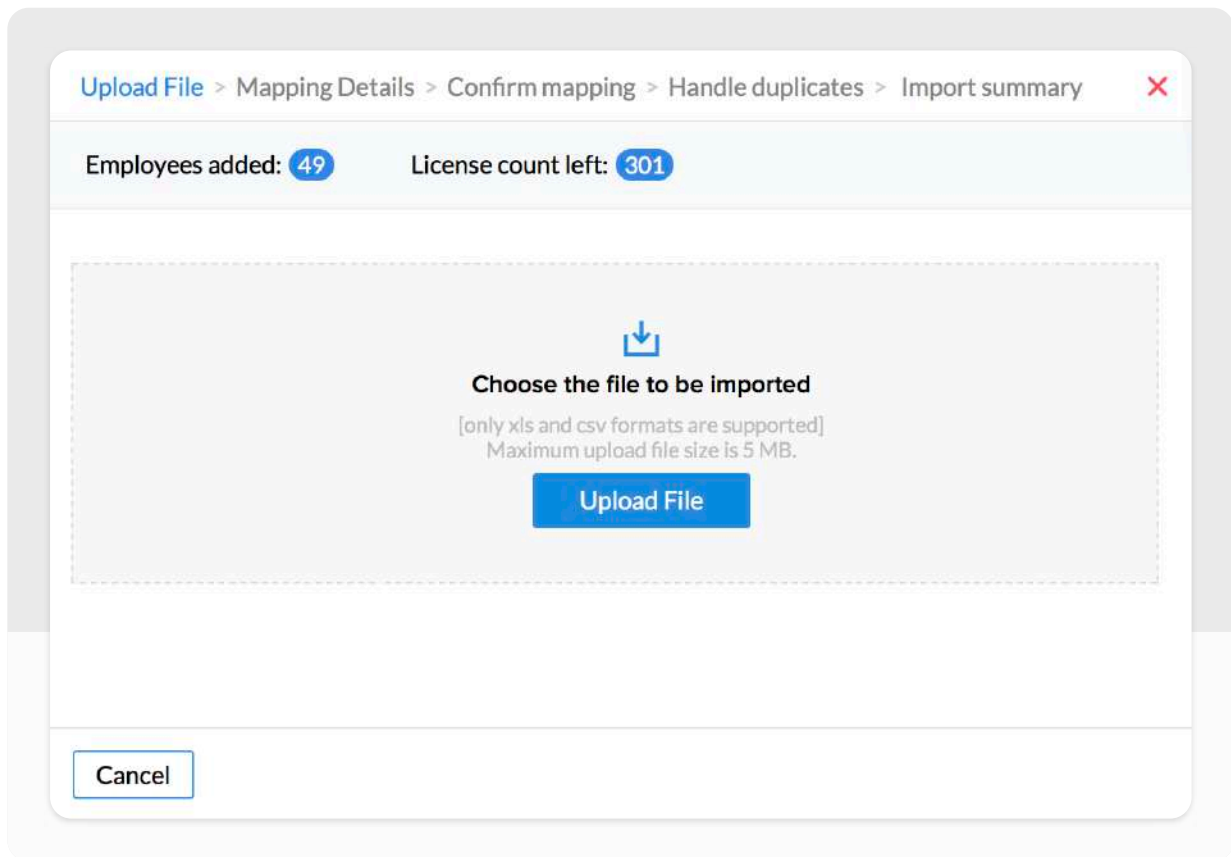 Upload File > Mapping Details > Confirm mapping > Handle duplicates > Import summary
Employees added: 49 License count left: 301
Choose the file to be imported
[only xls and csv formats are supported]
Maximum upload file size is 5 MB.
Upload File
Cancel